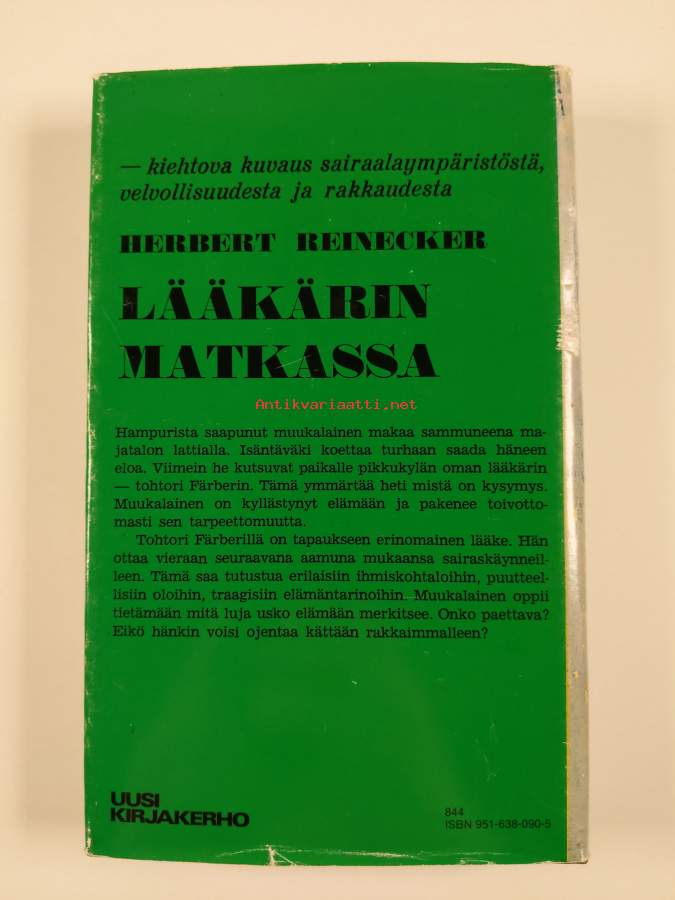 — kiehtova kuvaus sairaalaympäristöstä,
velvollisuudesta ja rakkaudesta
HERBERT REINECKER
LÄÄKÄRIN
MATKASSA
Antikvariaatti.net
Hampurista saapunut muukalainen makaa sammuneena ma-
jatalon lattialla. Isäntäväki koettaa turhaan saada häneen
eloa. Viimein he kutsuvat paikalle pikkukylän oman lääkärin
— tohtori Färberin. Tämä ymmärtää heti mistä on kysymys.
Muukalainen on kyllästynyt elämään ja pakenee toivotto-
masti sen tarpeettomuutta.
Tohtori Färberillä on tapaukseen erinomainen lääke. Hän
ottaa vieraan seuraavana aamuna mukaansa sairaskäynneil-
leen. Tämä saa tutustua erilaisiin ihmiskohtaloihin, puutteel-
lisiin oloihin, traagisiin elämäntarinoihin. Muukalainen oppii
tietämään mitä luja usko elämään merkitsee. Onko paettava?
Eikö hänkin voisi ojentaa kättään rakkaimmalleen?
UUSI
KIRJAKERHO
844
ISBN 951-638-090-5